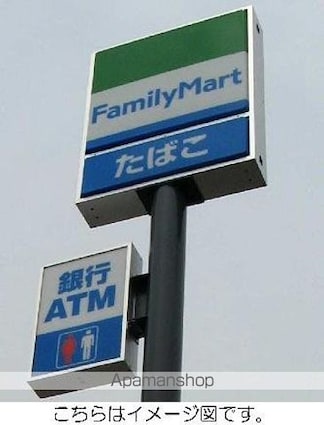 FamilyMart
たばこ
銀行
ATM
Apamanshop
こちらはイメージ図です。